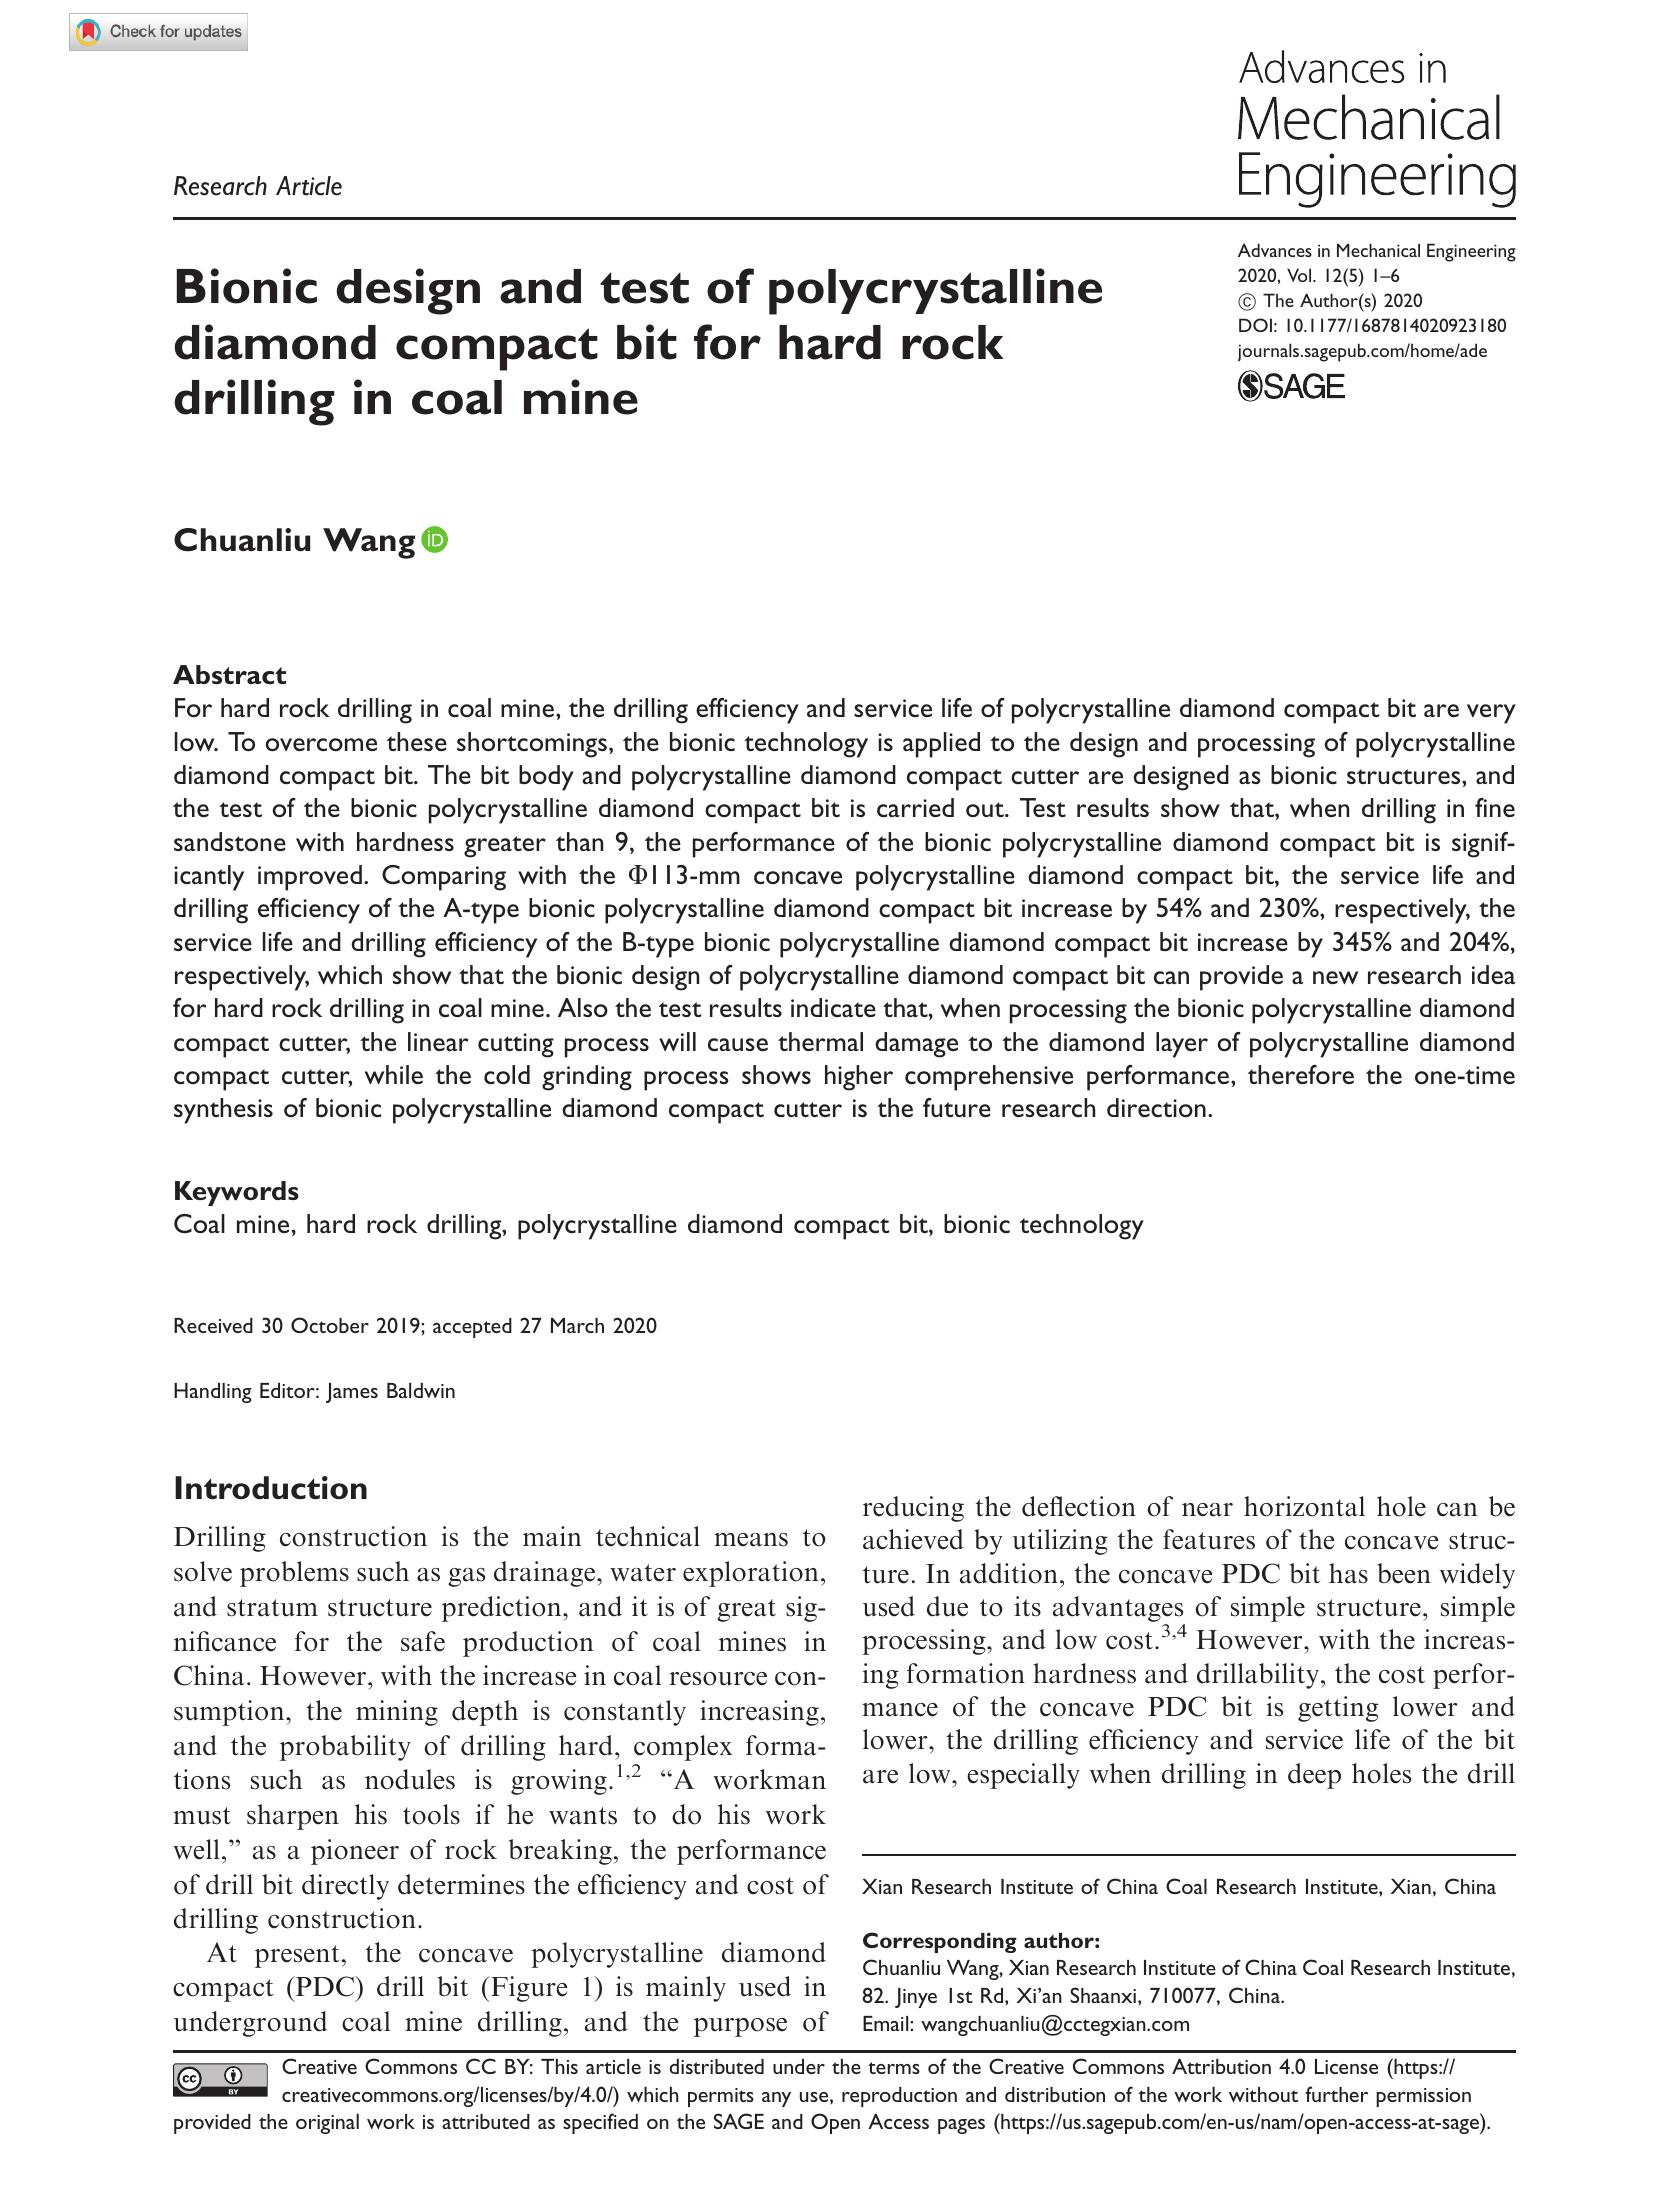 Check for updates
Advances in
Mechanical
Engineering
Research Article
Advances in Mechanical Engineering
2020, Vol. 12(5) 1–6
© The Author(s) 2020
DOI: 10.1177/1687814020923180
journals.sagepub.com/home/ade
SAGE
Bionic design and test of polycrystalline
diamond compact bit for hard rock
drilling in coal mine
Chuanliu Wang iD
Abstract
For hard rock drilling in coal mine, the drilling efficiency and service life of polycrystalline diamond compact bit are very
low. To overcome these shortcomings, the bionic technology is applied to the design and processing of polycrystalline
diamond compact bit. The bit body and polycrystalline diamond compact cutter are designed as bionic structures, and
the test of the bionic polycrystalline diamond compact bit is carried out. Test results show that, when drilling in fine
sandstone with hardness greater than 9, the performance of the bionic polycrystalline diamond compact bit is signif-
icantly improved. Comparing with the Φ113-mm concave polycrystalline diamond compact bit, the service life and
drilling efficiency of the A-type bionic polycrystalline diamond compact bit increase by 54% and 230%, respectively, the
service life and drilling efficiency of the B-type bionic polycrystalline diamond compact bit increase by 345% and 204%,
respectively, which show that the bionic design of polycrystalline diamond compact bit can provide a new research idea
for hard rock drilling in coal mine. Also the test results indicate that, when processing the bionic polycrystalline diamond
compact cutter, the linear cutting process will cause thermal damage to the diamond layer of polycrystalline diamond
compact cutter, while the cold grinding process shows higher comprehensive performance, therefore the one-time
synthesis of bionic polycrystalline diamond compact cutter is the future research direction.
Keywords
Coal mine, hard rock drilling, polycrystalline diamond compact bit, bionic technology
Received 30 October 2019; accepted 27 March 2020
Handling Editor: James Baldwin
Introduction
Drilling construction is the main technical means to
solve problems such as gas drainage, water exploration,
and stratum structure prediction, and it is of great sig-
nificance for the safe production of coal mines in
China. However, with the increase in coal resource con-
sumption, the mining depth is constantly increasing,
and the probability of drilling hard, complex forma-
tions such as nodules is growing.1,2 “A workman
must sharpen his tools if he wants to do his work
well,” as a pioneer of rock breaking, the performance
of drill bit directly determines the efficiency and cost of
drilling construction.
At present, the concave polycrystalline diamond
compact (PDC) drill bit (Figure 1) is mainly used in
underground coal mine drilling, and the purpose of
reducing the deflection of near horizontal hole can be
achieved by utilizing the features of the concave struc-
ture. In addition, the concave PDC bit has been widely
used due to its advantages of simple structure, simple
processing, and low cost.3,4 However, with the increas-
ing formation hardness and drillability, the cost perfor-
mance of the concave PDC bit is getting lower and
lower, the drilling efficiency and service life of the bit
are low, especially when drilling in deep holes the drill
Xian Research Institute of China Coal Research Institute, Xian, China
Corresponding author:
Chuanliu Wang, Xian Research Institute of China Coal Research Institute,
82. Jinye 1st Rd, Xi’an Shaanxi, 710077, China.
Email: wangchuanliu@cctegxian.com
cc BY
Creative Commons CC BY: This article is distributed under the terms of the Creative Commons Attribution 4.0 License (https://
creativecommons.org/licenses/by/4.0/) which permits any use, reproduction and distribution of the work without further permission
provided the original work is attributed as specified on the SAGE and Open Access pages (https://us.sagepub.com/en-us/nam/open-access-at-sage).